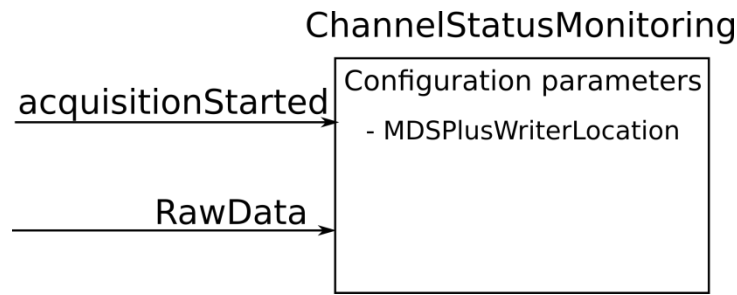 ChannelStatusMonitoring
Configuration parameters
acquisitionStarted
- MDSPlusWriterLocation
RawData